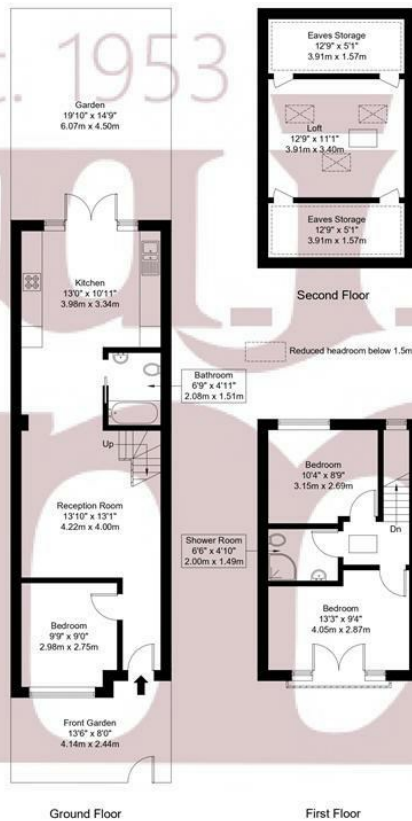 1953
Garden
19'10" x 14'9"
6.07m x 4.50m
Kitchen
13'0" x 10'11"
3.98m x 3.34m
Bathroom
6'9" x 4'11"
2.08m x 1.51m
Up
Reception Room
13'10" x 13'1"
4.22m x 4.00m
Bedroom
9'9" x 9'0"
2.98m x 2.75m
Front Garden
13'6" x 8'0"
4.14m x 2.44m
Ground Floor
Eaves Storage
12'9" x 5'1"
3.91m x 1.57m
Loft
12'9" x 11'1"
3.91m x 3.40m
Eaves Storage
12'9" x 5'1"
3.91m x 1.57m
Second Floor
Reduced headroom below 1.5m
Bedroom
10'4" x 8'9"
3.15m x 2.69m
Dn
Shower Room
6'6" x 4'10"
2.00m x 1.49m
Bedroom
13'3" x 9'4"
4.05m x 2.87m
First Floor